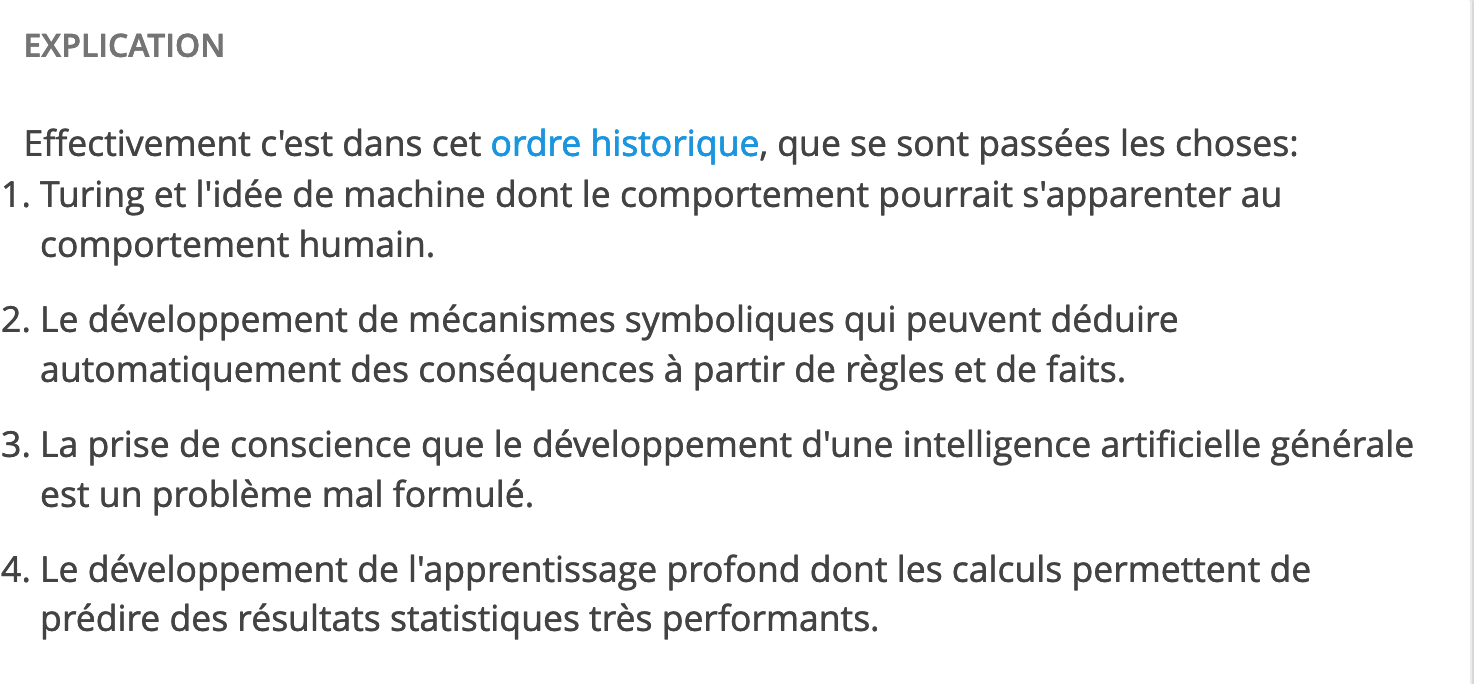 EXPLICATION
Effectivement c'est dans cet ordre historique, que se sont passées les choses:
1. Turing et l'idée de machine dont le comportement pourrait s'apparenter au
comportement humain.
2. Le développement de mécanismes symboliques qui peuvent déduire
automatiquement des conséquences à partir de règles et de faits.
3. La prise de conscience que le développement d'une intelligence artificielle générale
est un problème mal formulé.
4. Le développement de l'apprentissage profond dont les calculs permettent de
prédire des résultats statistiques très performants.